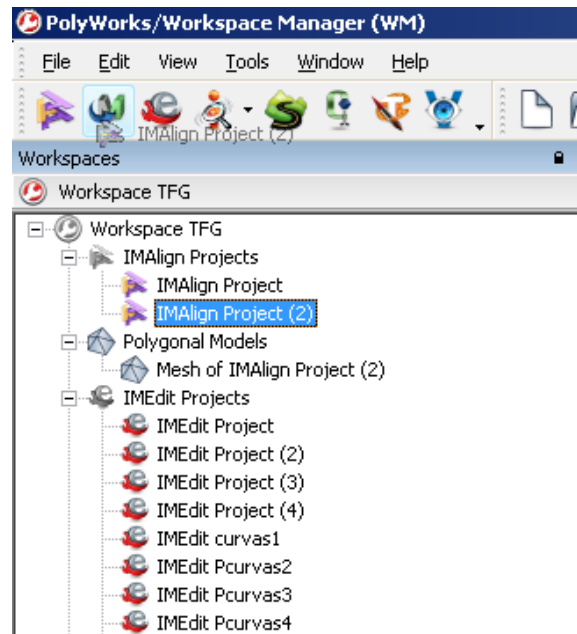 PolyWorks/Workspace Manager (WM)
File Edit View Tools Window Help
IMAlign Project (2)
Workspaces
Workspace TFG
Workspace TFG
IMAlign Projects
IMAlign Project
IMAlign Project (2)
Polygonal Models
Mesh of IMAlign Project (2)
IMEdit Projects
IMEdit Project
IMEdit Project (2)
IMEdit Project (3)
IMEdit Project (4)
IMEdit curvas1
IMEdit Pcurvas2
IMEdit Pcurvas3
IMEdit Pcurvas4